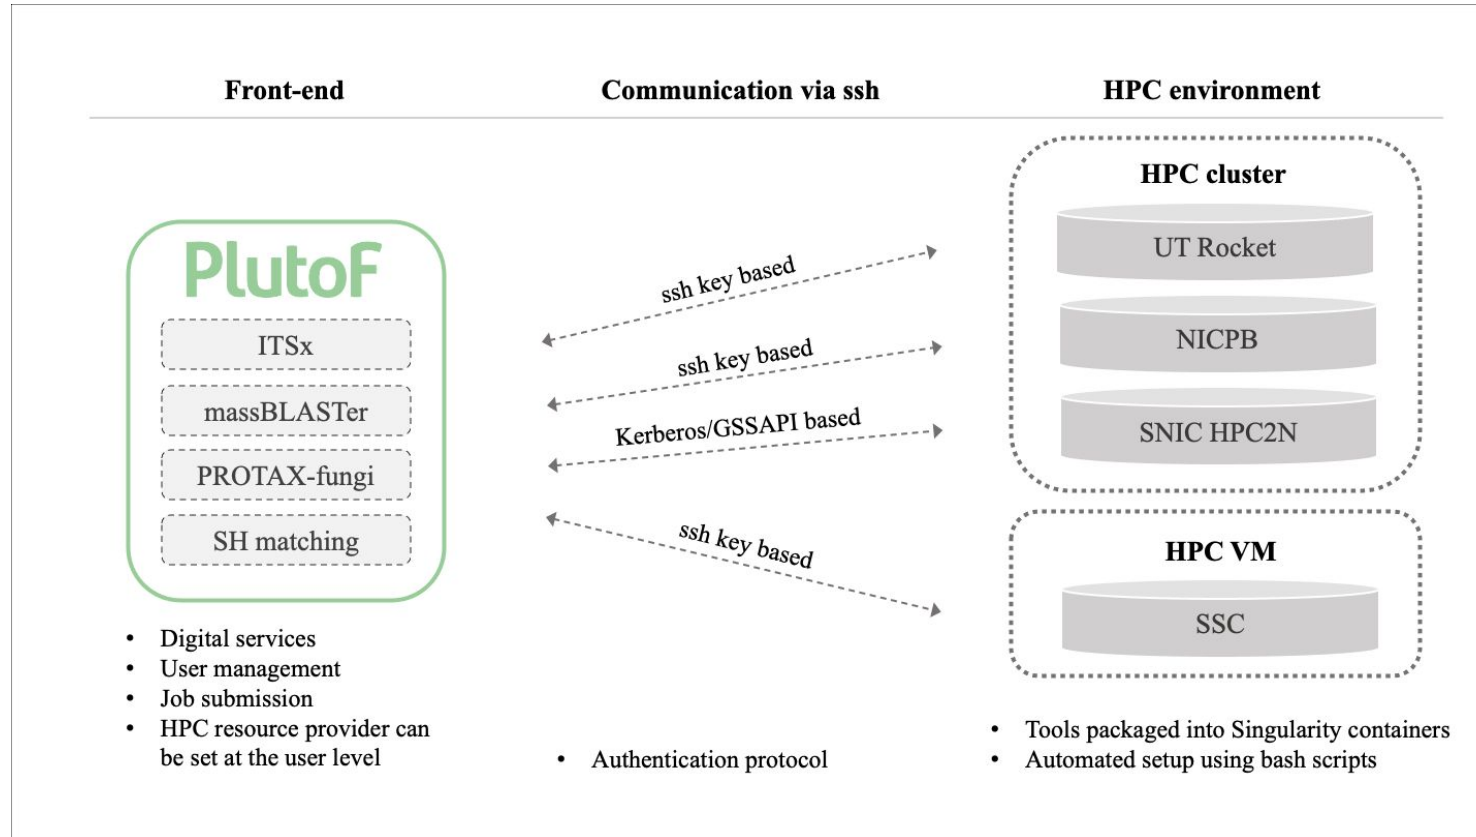 Front-end
Communication via ssh
HPC environment
PlutoF
ITSx
massBLASTer
PROTAX-fungi
SH matching
• Digital services
• User management
• Job submission
• HPC resource provider can
be set at the user level
ssh key based
ssh key based
Kerberos/GSSAPI based
ssh key based
• Authentication protocol
HPC cluster
UT Rocket
NICPB
SNIC HPC2N
HPC VM
SSC
• Tools packaged into Singularity containers
• Automated setup using bash scripts